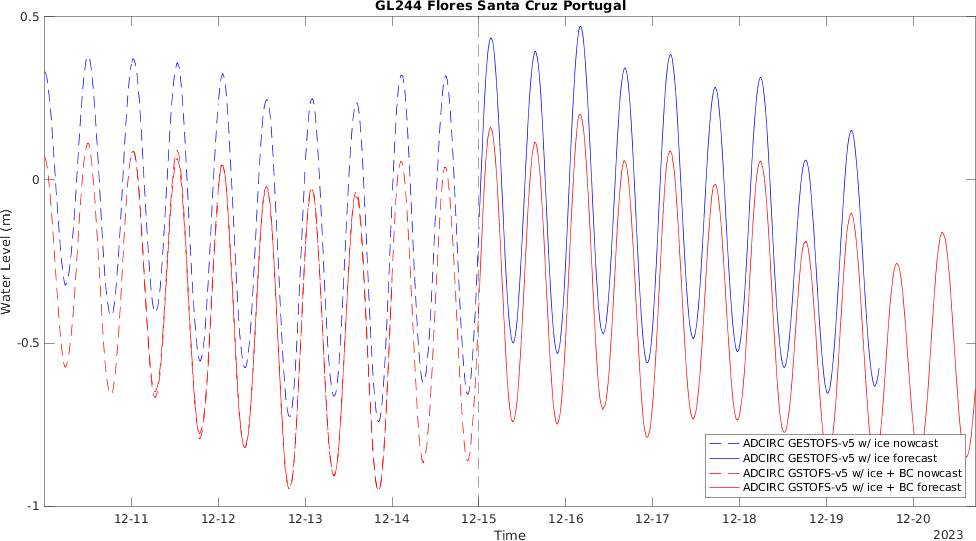 GL244 Flores Santa Cruz Portugal
0.5
0
-0.5
-1
Water Level (m)
12-11 12-12 12-13 12-14 12-15 12-16 12-17 12-18 12-19 12-20
Time
2023
ADCIRC GESTOFS-v5 w/ ice nowcast
ADCIRC GESTOFS-v5 w/ ice forecast
ADCIRC GSTOFS-v5 w/ ice + BC nowcast
ADCIRC GSTOFS-v5 w/ ice + BC forecast